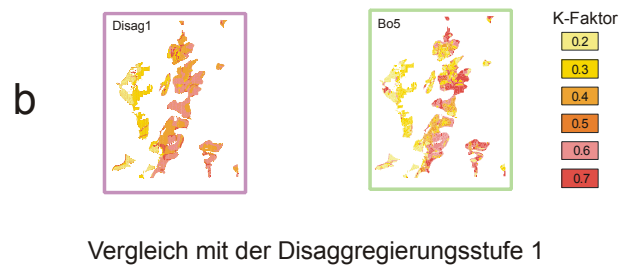 Disag1
Bo5
K-Faktor
0.2
0.3
0.4
0.5
0.6
0.7
b
Vergleich mit der Disaggregierungsstufe 1